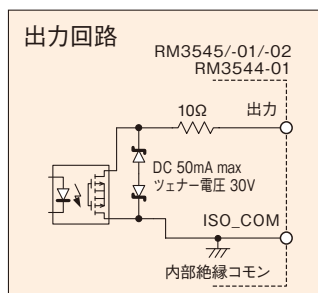 出力回路
RM3545/-01/-02
RM3544-01
10Ω
出力
DC 50mA max
ツェナー電圧 30V
ISO_COM
内部絶縁コモン